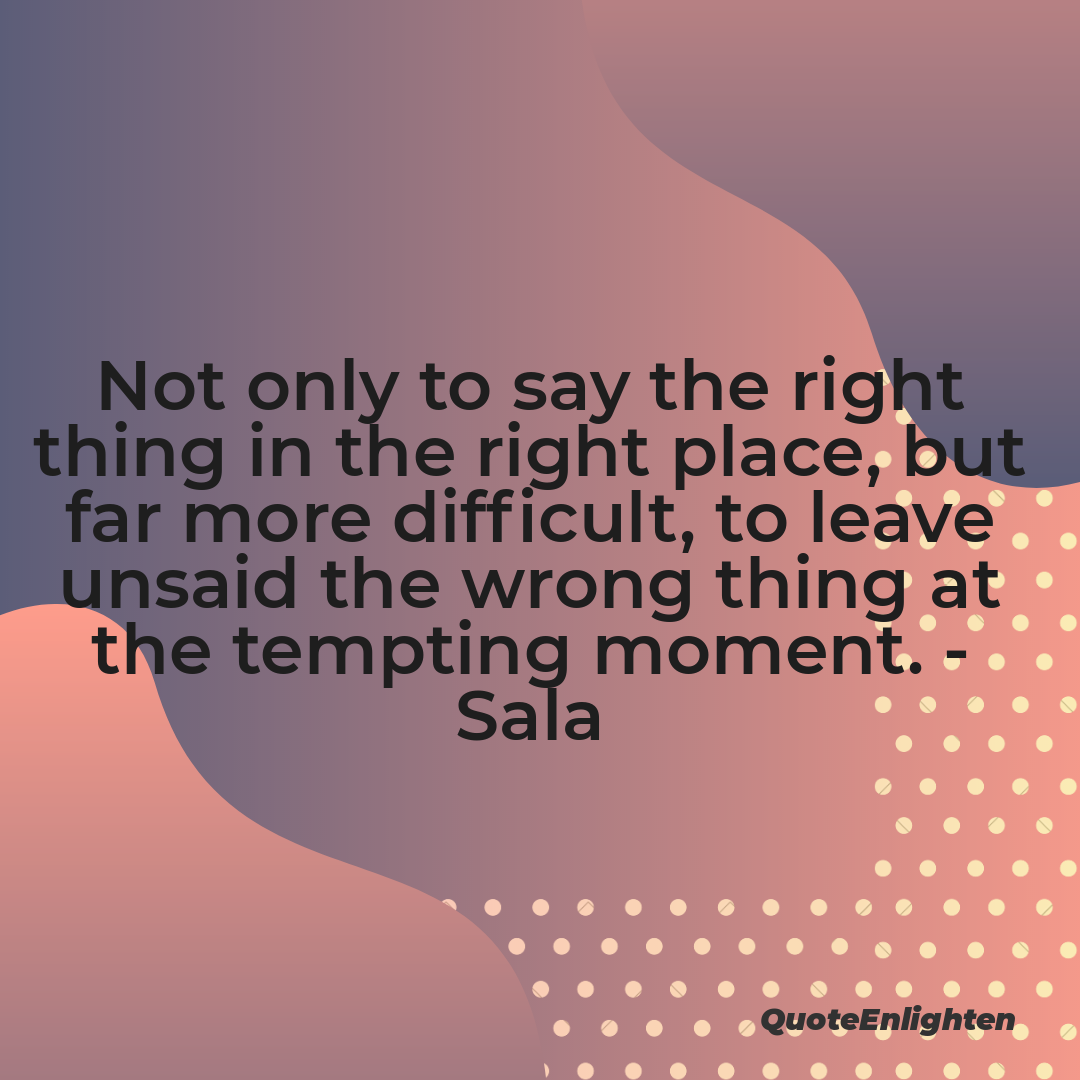 Not only to say the right
thing in the right place, but
far more difficult, to leave
unsaid the wrong thing at
the tempting moment. -
Sala
QuoteEnlighten